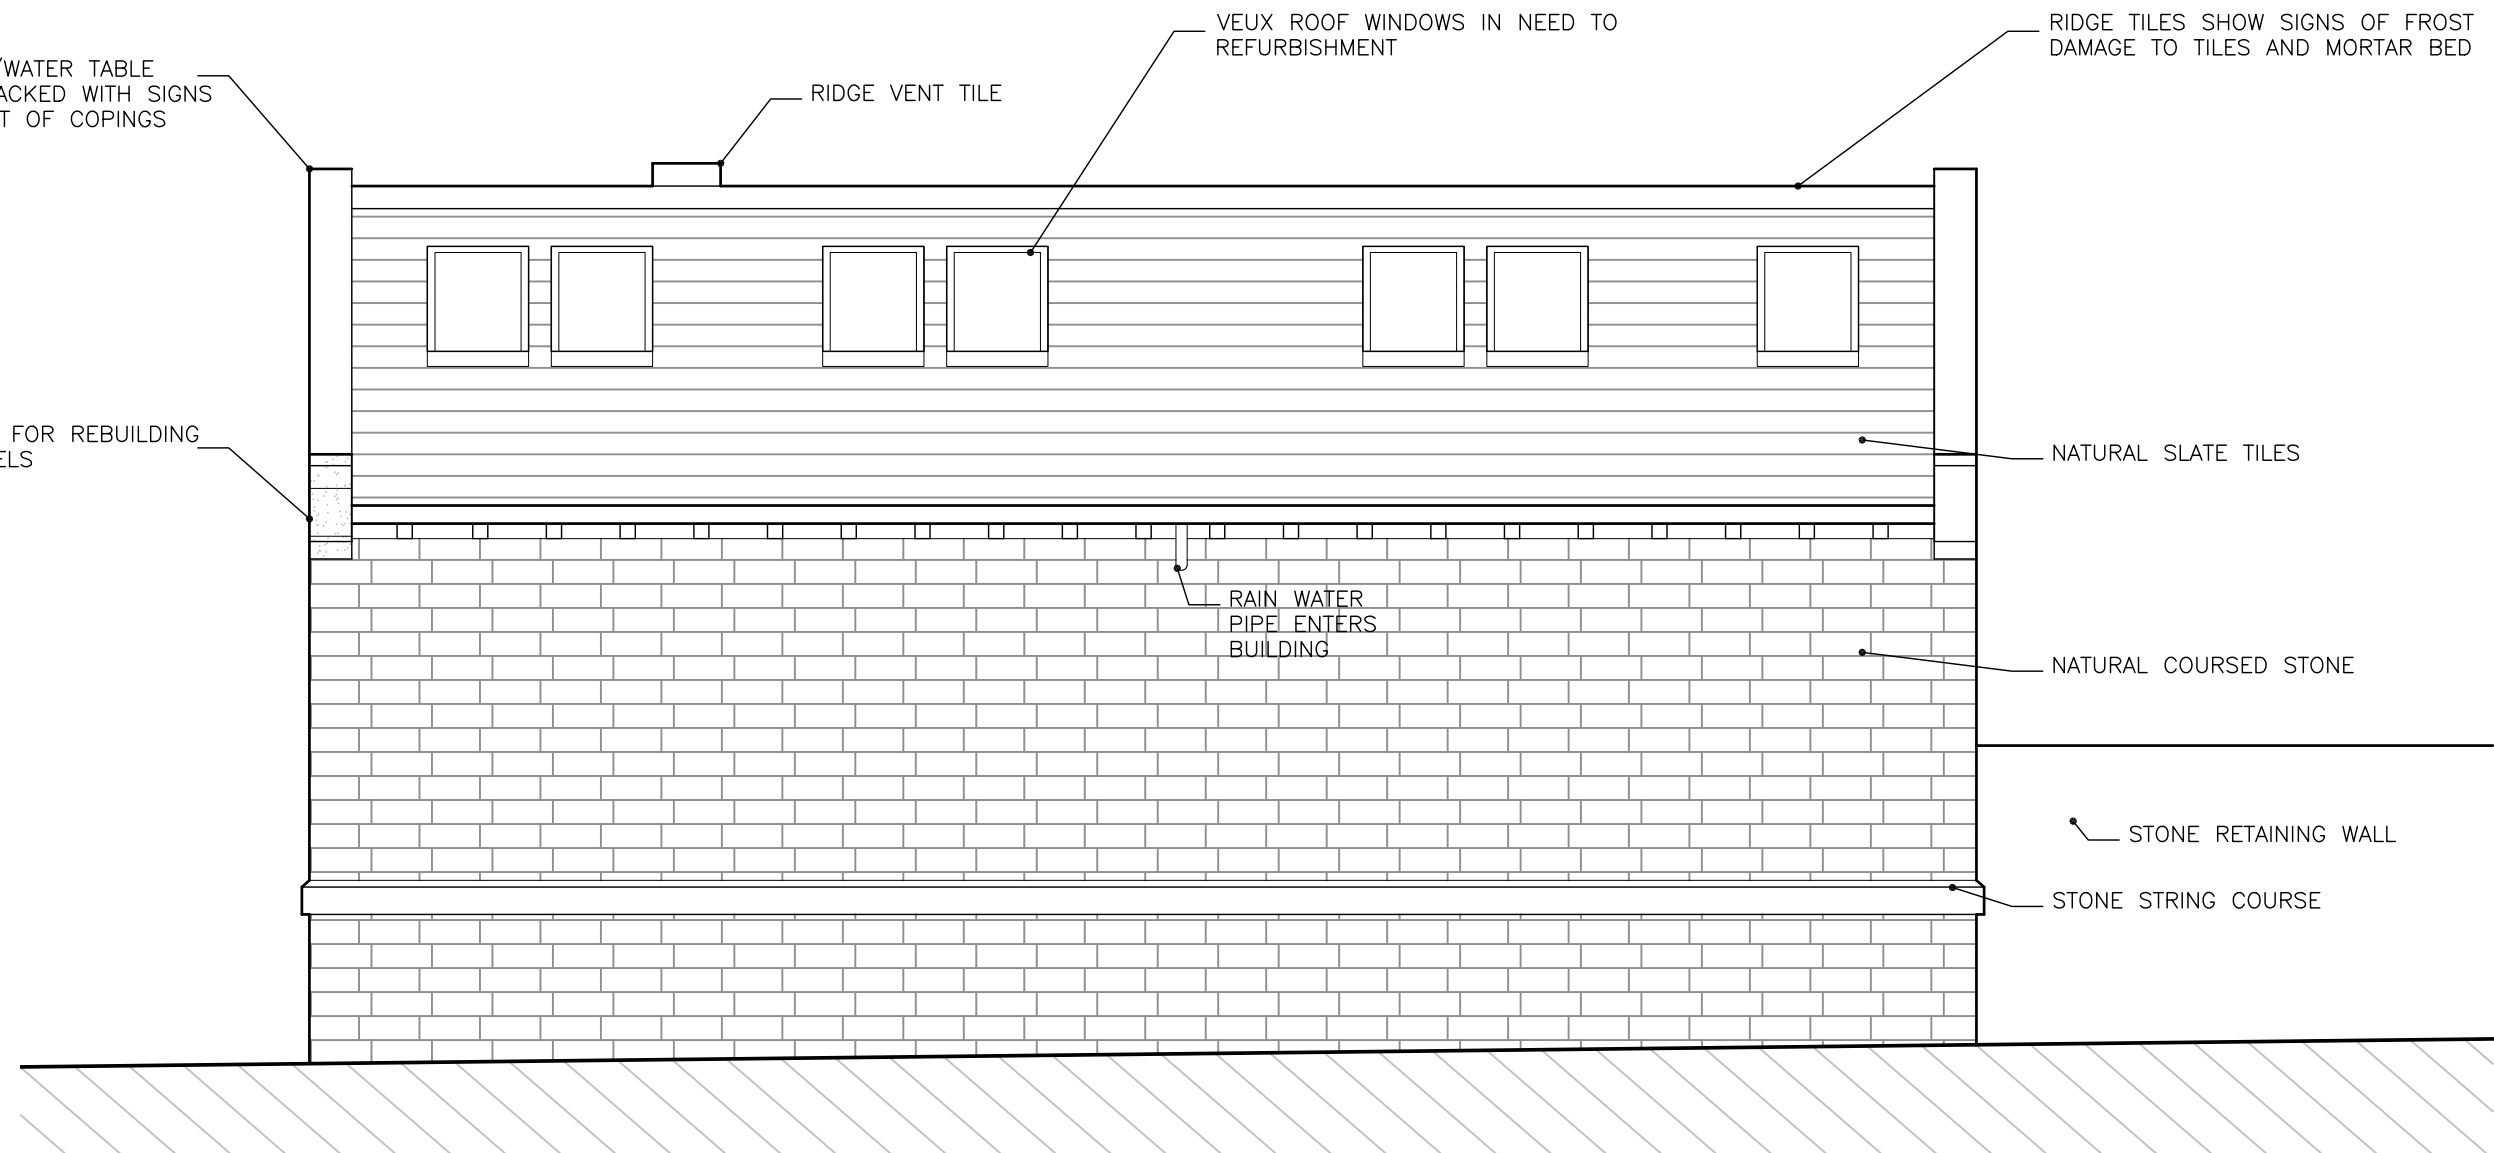 WATER TABLE
ACKED WITH SIGNS
T OF COPINGS
RIDGE VENT TILE
VEUX ROOF WINDOWS IN NEED TO
REFURBISHMENT
RIDGE TILES SHOWS SIGNS OF FROST
DAMAGE TO TILES AND MORTAR BED
FOR REBUILDING
ELS
NATURAL SLATE TILES
RAIN WATER
PIPE ENTERS
BUILDING
NATURAL COURSED STONE
STONE RETAINING WALL
STONE STRING COURSE